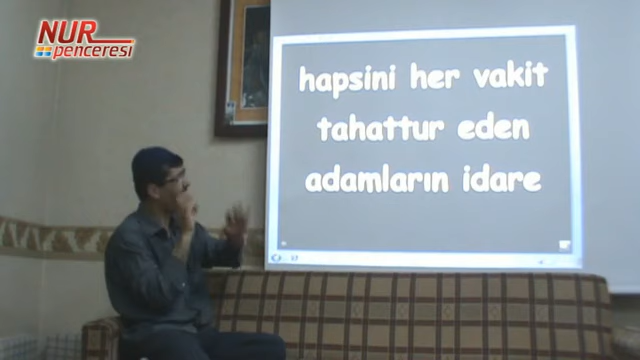 NUR
penceresi
hapsini her vakit
tahattur eden
adamların idare